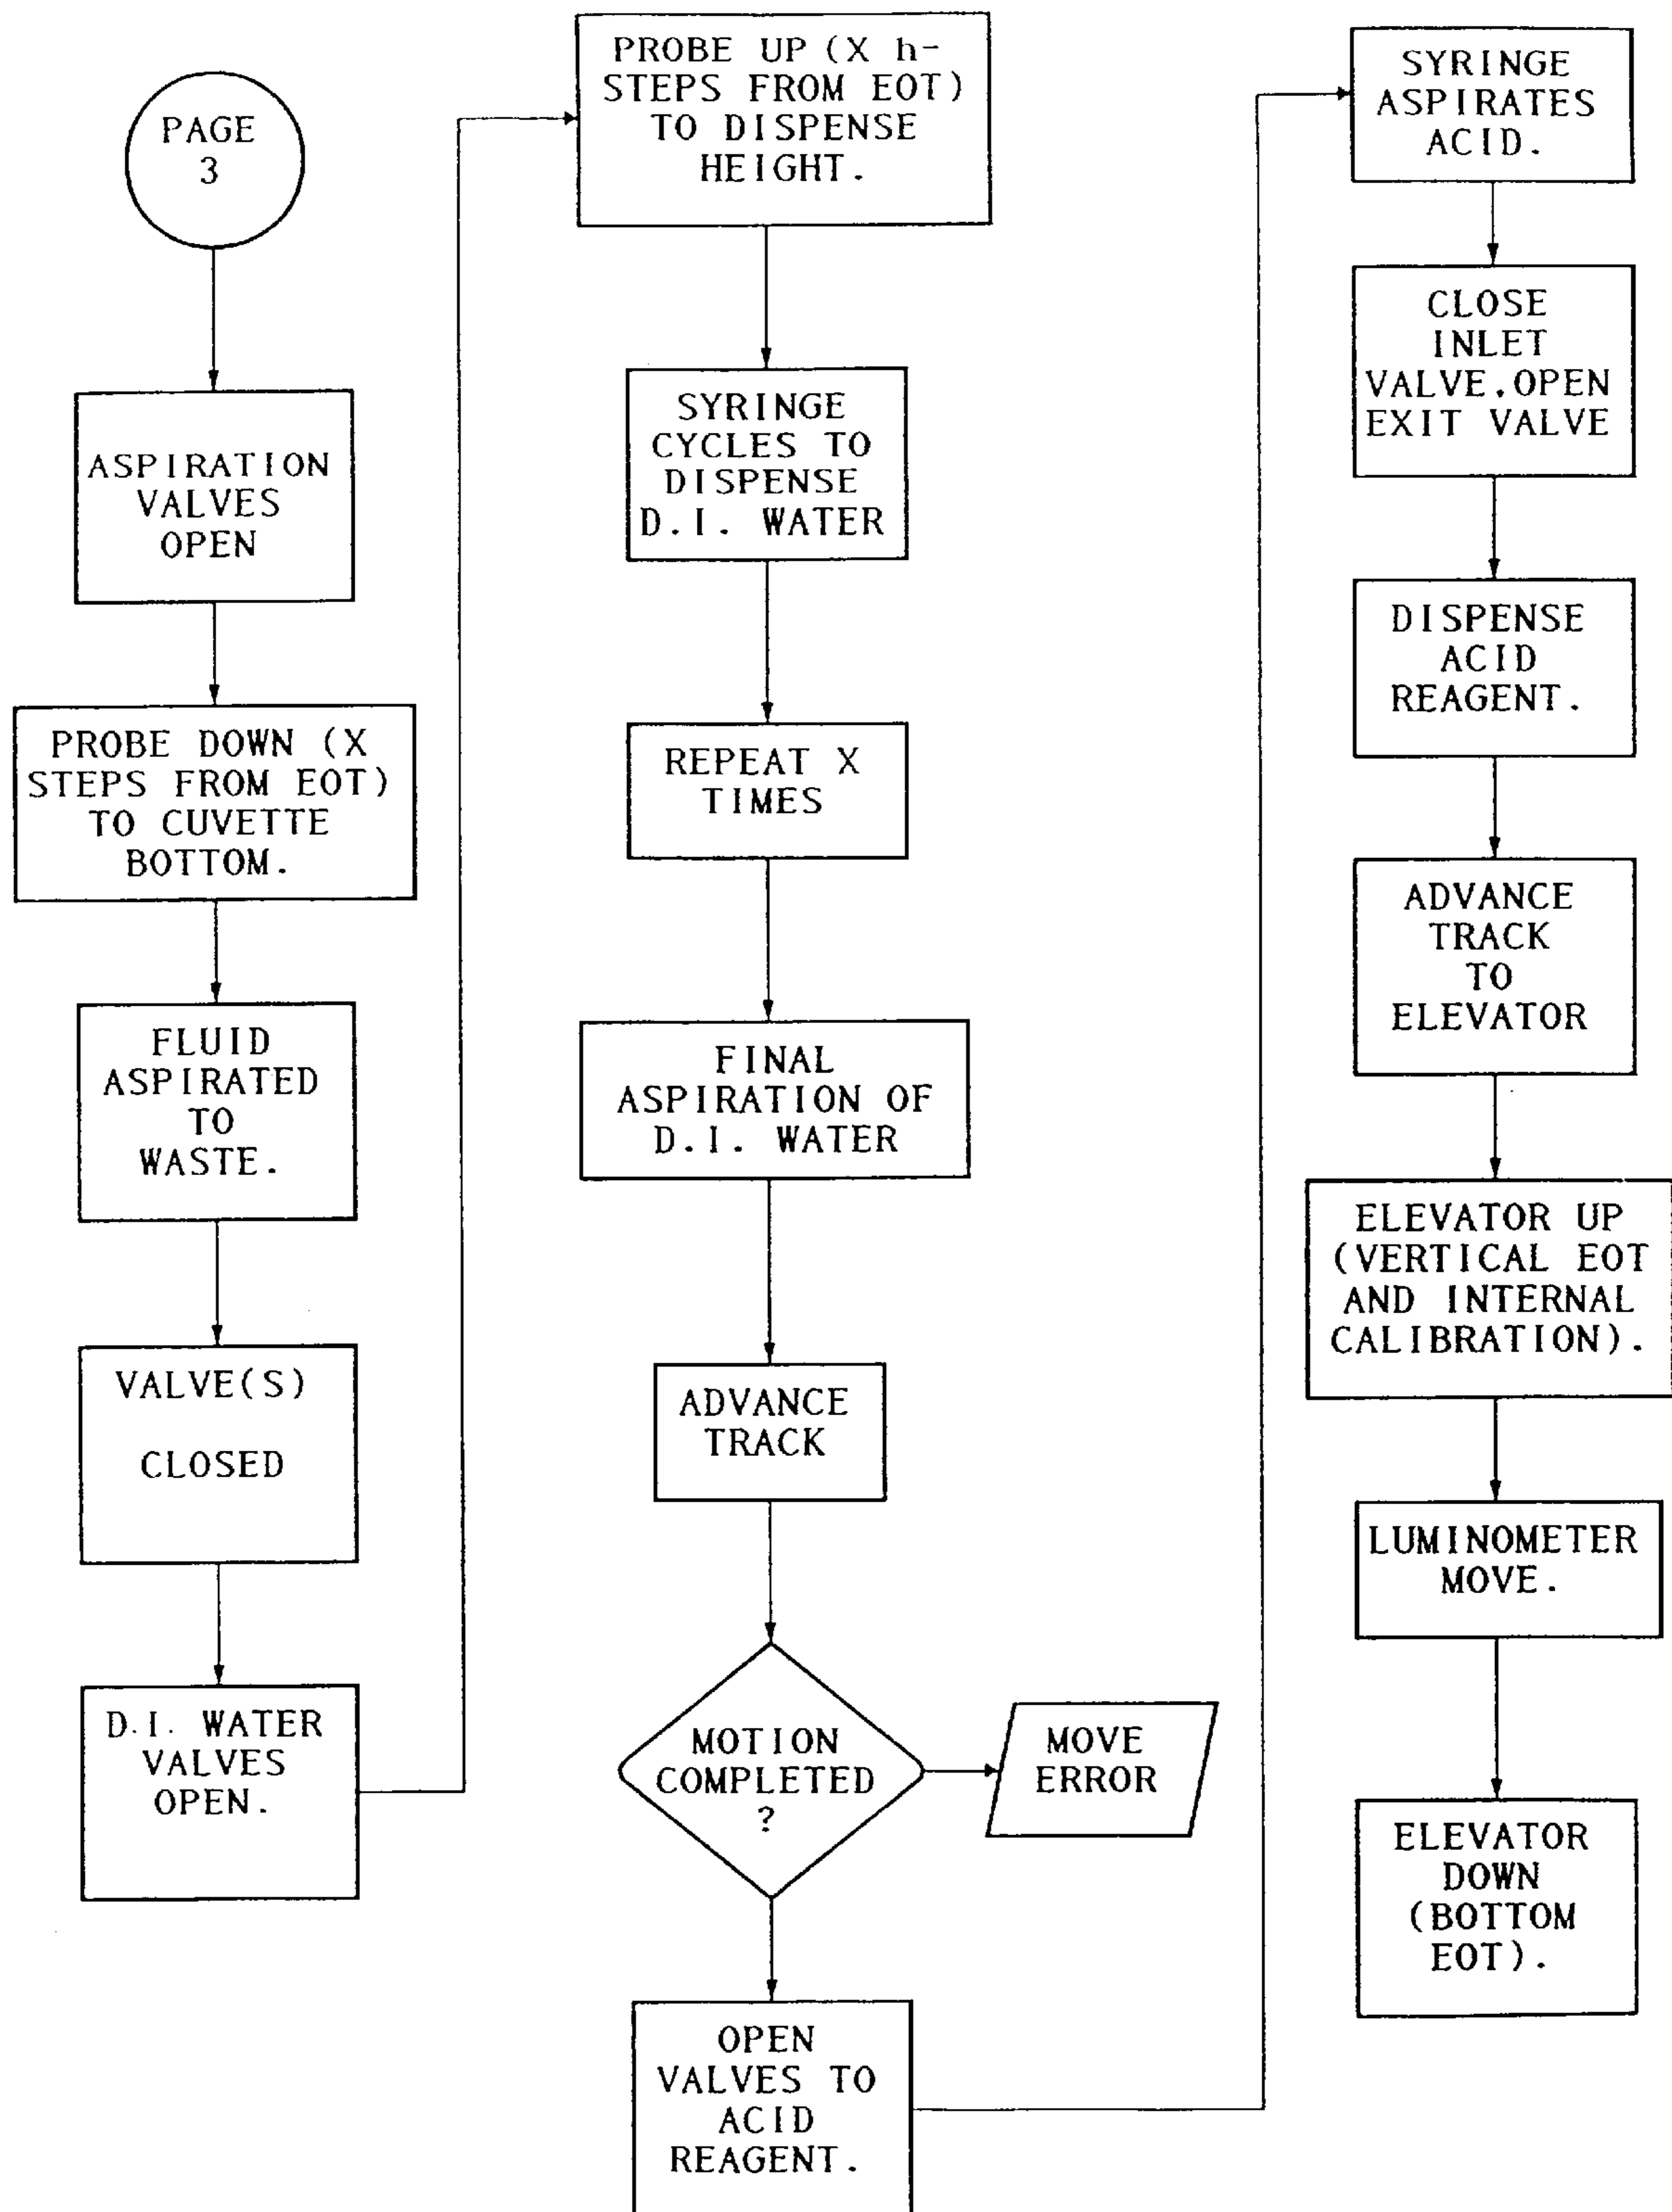 PAGE
3
ASPIRATION
VALVES
OPEN
PROBE DOWN (X
STEPS FROM EOT)
TO CUVETTE
BOTTOM.
FLUID
ASPIRATED
TO
WASTE.
VALVE(S)
CLOSED
D.I. WATER
VALVES
OPEN.
PROBE UP (X h-
STEPS FROM EOT)
TO DISPENSE
HEIGHT.
SYRINGE
CYCLES TO
DISPENSE
D.I. WATER
REPEAT X
TIMES
FINAL
ASPIRATION OF
D.I. WATER
ADVANCE
TRACK
MOTION
COMPLETED
?
MOVE
ERROR
OPEN
VALVES TO
ACID
REAGENT.
SYRINGE
ASPIRATES
ACID.
CLOSE
INLET
VALVE.OPEN
EXIT VALVE
DISPENSE
ACID
REAGENT.
ADVANCE
TRACK
TO
ELEVATOR
ELEVATOR UP
(VERTICAL EOT
AND INTERNAL
CALIBRATION).
LUMINOMETER
MOVE.
ELEVATOR
DOWN
(BOTTOM
EOT).